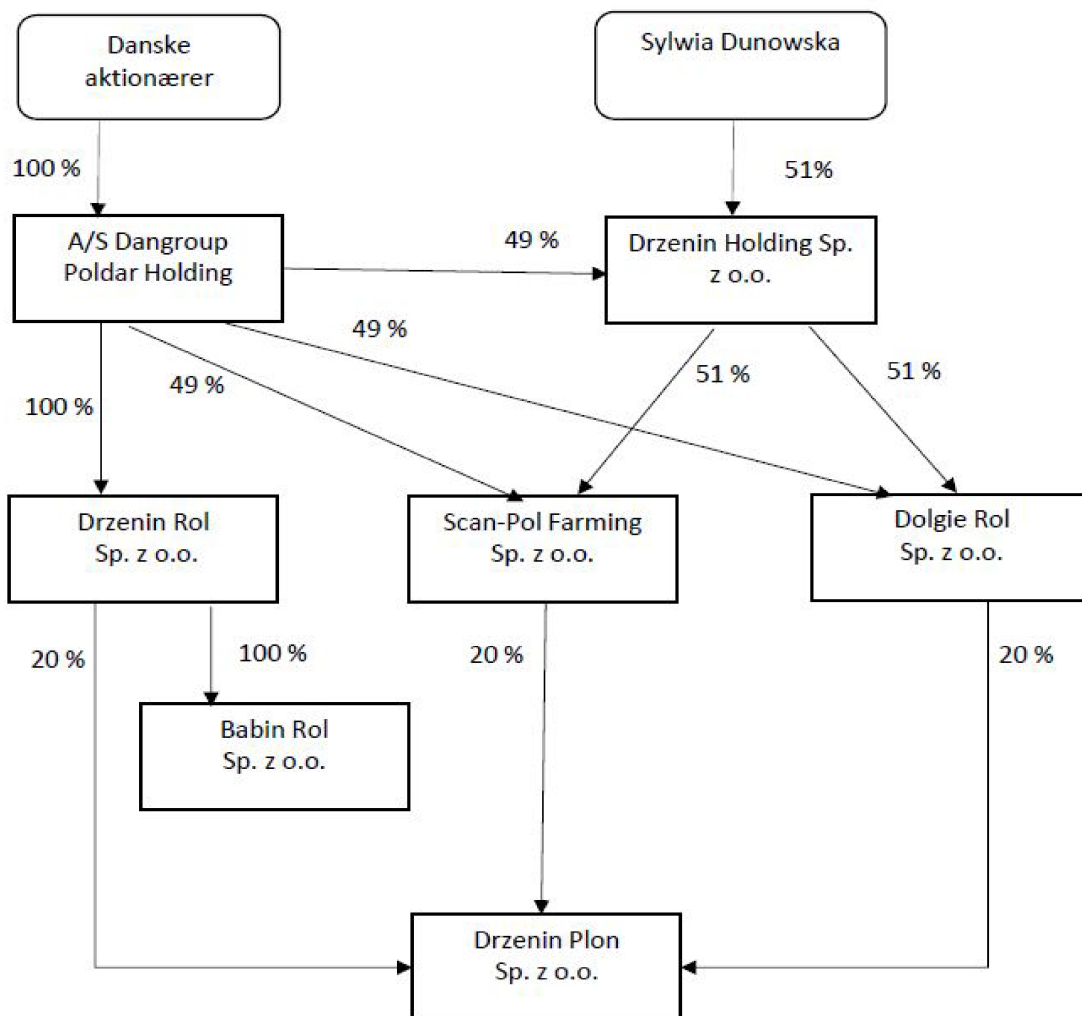 Danske
aktionærer
Sylwia Dunowska
100 %
51%
A/S Dangroup
Poldar Holding
49 %
Drzenin Holding Sp.
z o.o.
49 %
49 %
51 %
51 %
100 %
Drzenin Rol
Sp. z o.o.
Scan-Pol Farming
Sp. z o.o.
Dolgie Rol
Sp. z o.o.
20 %
100 %
20 %
20 %
Babin Rol
Sp. z o.o.
Drzenin Plon
Sp. z o.o.